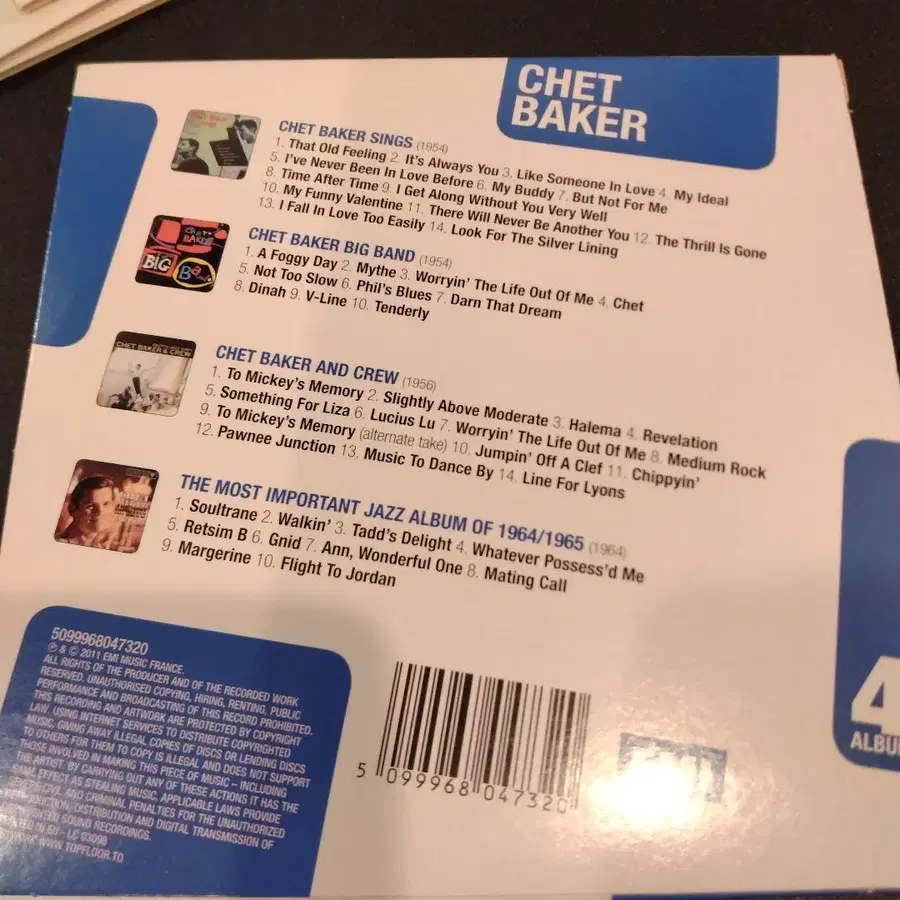 CHET
BAKER
CHET BAKER SINGS (1954)
1. That Old Feeling 2. It's Always You 3. Like Someone In Love 4. My Ideal
5. I've Never Been In Love Before 6. My Buddy 7. But Not For Me
8. Time After Time 9. I Get Along Without You Very Well
10. My Funny Valentine 11. There Will Never Be Another You 12. The Thrill Is Gone
13. I Fall In Love Too Easily 14. Look For The Silver Lining
CHET
BAKER
BIG
CHET BAKER BIG BAND (1954)
1. A Foggy Day 2. Mythe 3. Worryin' The Life Out Of Me 4. Chet
5. Not Too Slow 6. Phil's Blues 7. Darn That Dream
8. Dinah 9. V-Line 10. Tenderly
CHET BAKER & CREW
CHET BAKER AND CREW (1956)
1. To Mickey's Memory 2. Slightly Above Moderate 3. Halema 4. Revelation
5. Something For Liza 6. Lucius Lu 7. Worryin' The Life Out Of Me 8. Medium Rock
9. To Mickey's Memory (alternate take) 10. Jumpin' Off A Clef 11. Chippyin'
12. Pawnee Junction 13. Music To Dance By 14. Line For Lyons
THE MOST IMPORTANT JAZZ ALBUM OF 1964/1965 (1964)
1. Soultrane 2. Walkin' 3. Tadd's Delight 4. Whatever Possess'd Me
5. Retsim B 6. Gnid 7. Ann, Wonderful One 8. Mating Call
9. Margerine 10. Flight To Jordan
5099968047320
℗ & © 2011 EMI MUSIC FRANCE.
ALL RIGHTS OF THE PRODUCER AND OF THE RECORDED WORK
RESERVED. UNAUTHORISED COPYING, HIRING, RENTING, PUBLIC
PERFORMANCE AND BROADCASTING OF THIS RECORD PROHIBITED.
THIS RECORDING AND ARTWORK ARE PROTECTED BY COPYRIGHT
LAW. USING INTERNET SERVICES TO DISTRIBUTE COPYRIGHTED
MUSIC, GIVING AWAY ILLEGAL COPIES OF DISCS OR LENDING DISCS
TO OTHERS FOR THEM TO COPY IS ILLEGAL AND DOES NOT SUPPORT
THOSE INVOLVED IN MAKING THIS PIECE OF MUSIC – INCLUDING
THE ARTIST. BY CARRYING OUT ANY OF THESE ACTIONS IT HAS THE
SAME EFFECT AS STEALING MUSIC. APPLICABLE LAWS PROVIDE
CIVIL AND CRIMINAL PENALTIES FOR THE UNAUTHORIZED
DISTRIBUTION AND DIGITAL TRANSMISSION OF
SOUND RECORDINGS.
IN EU - LC 03098
WWW.TOPFLOOR.TO
5 099968 047320
4
ALBU